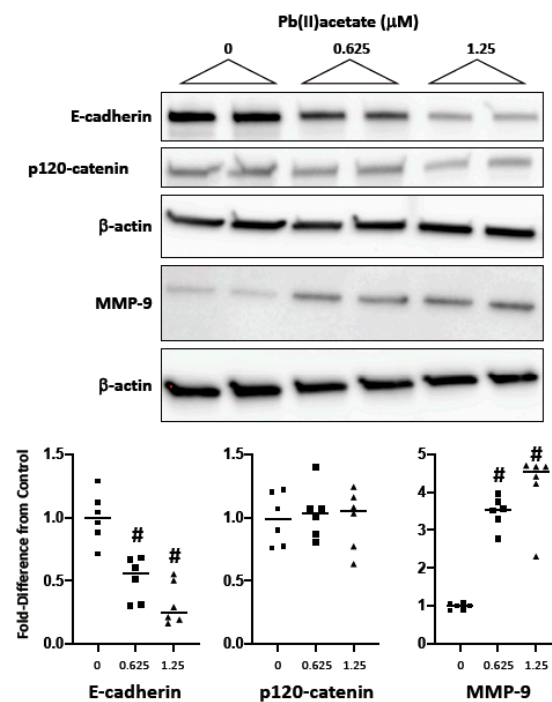 Pb(II)acetate (μM)
0 0.625 1.25
E-cadherin
p120-catenin
β-actin
MMP-9
β-actin
Fold-Difference from Control
1.5
1.0
0.5
0.0
#
#
0 0.625 1.25
E-cadherin
1.5
1.0
0.5
0.0
0 0.625 1.25
p120-catenin
5
4
3
2
1
0
#
#
0 0.625 1.25
MMP-9